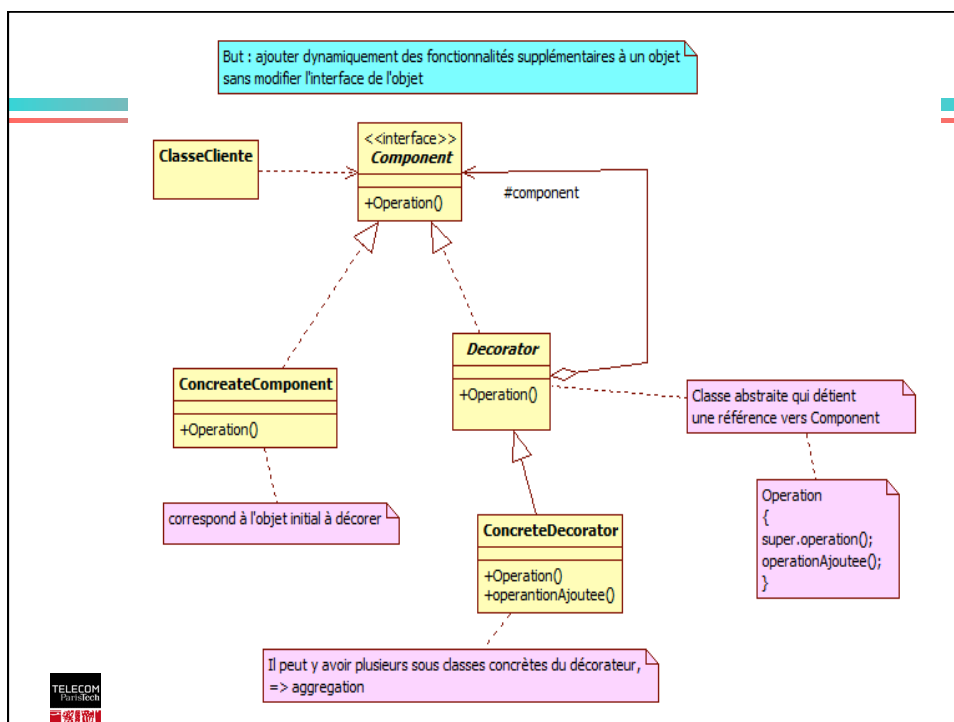 But : ajouter dynamiquement des fonctionnalités supplémentaires à un objet
sans modifier l'interface de l'objet
<<interface>>
Component
+Operation()
ClasseCliente
#component
Decorator
+Operation()
ConcreateComponent
+Operation()
Classe abstraite qui détient
une référence vers Component
correspond à l'objet initial à décorer
Operation
{
super.operation();
operationAjoutee();
}
ConcreteDecorator
+Operation()
+operantionAjoutee()
Il peut y avoir plusieurs sous classes concrètes du décorateur,
=> aggregation
TELECOM
ParisTech